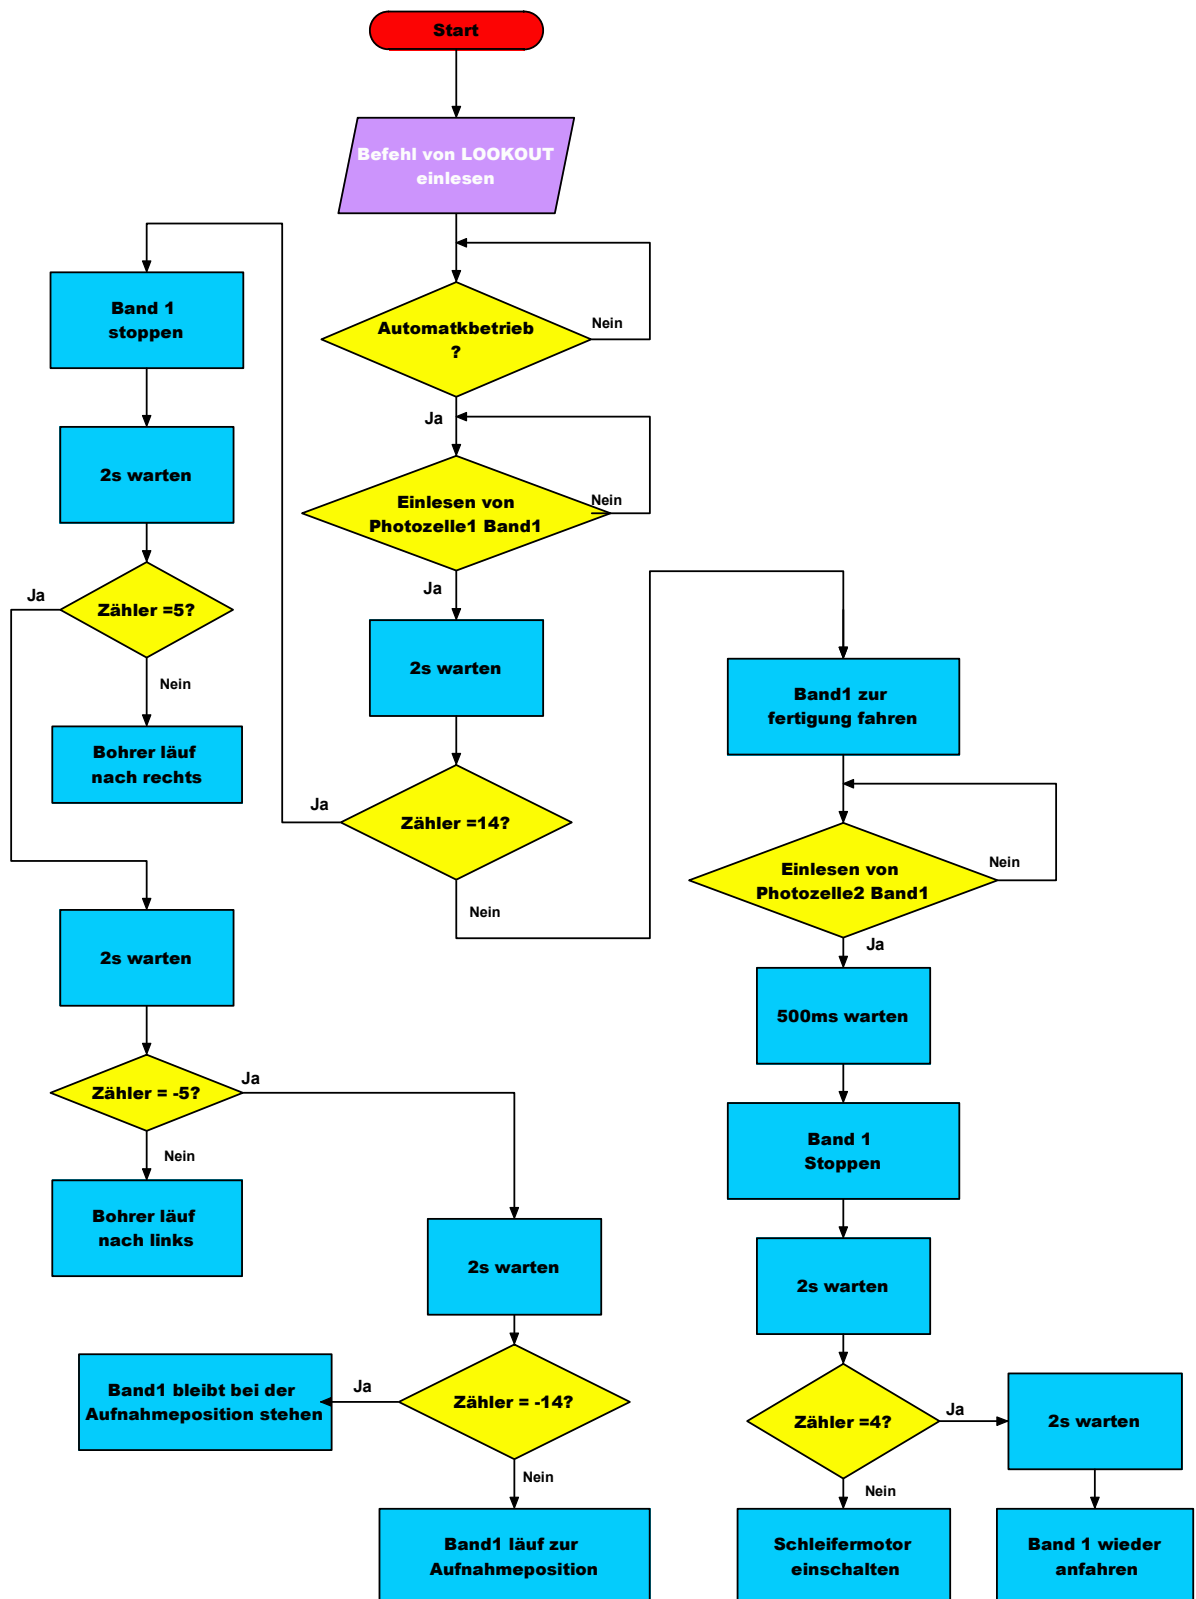 Start
Befehl von LOOKOUT
einlesen
Automatkbetrieb
?
Nein
Ja
Einlesen von
Photozelle1 Band1
Nein
Ja
2s warten
Zähler =14?
Ja
Nein
Band 1
stoppen
2s warten
Zähler =5?
Ja
Nein
Bohrer läuf
nach rechts
2s warten
Zähler = -5?
Ja
Nein
Bohrer läuf
nach links
2s warten
Zähler = -14?
Ja
Band1 bleibt bei der
Aufnahmeposition stehen
Nein
Band1 läuf zur
Aufnahmeposition
Band1 zur
fertigung fahren
Einlesen von
Photozelle2 Band1
Nein
Ja
500ms warten
Band 1
Stoppen
2s warten
Zähler =4?
Ja
2s warten
Nein
Schleifermotor
einschalten
Band 1 wieder
anfahren